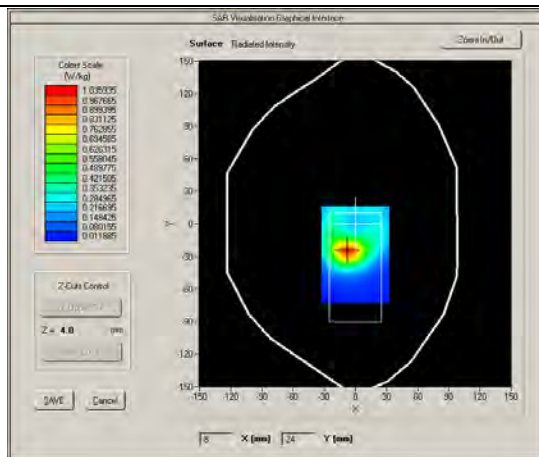 SAR Visualisation Graphical Interface
Surface Radiated Intensity
Zoom In/Out
Colors Scale
(W/kg)
1.035935
0.967665
0.899395
0.831125
0.762855
0.694585
0.626315
0.558045
0.489775
0.421505
0.353235
0.284965
0.216695
0.148425
0.080155
0.011885
150
120
90
60
30
0
30
60
90
120
150
Y
-150 -120 -90 -60 -30 0 30 60 90 120 150
X
Z-Cuts Control
Z = 4.0 mm
SAVE
Cancel
8 X (mm) 24 Y (mm)